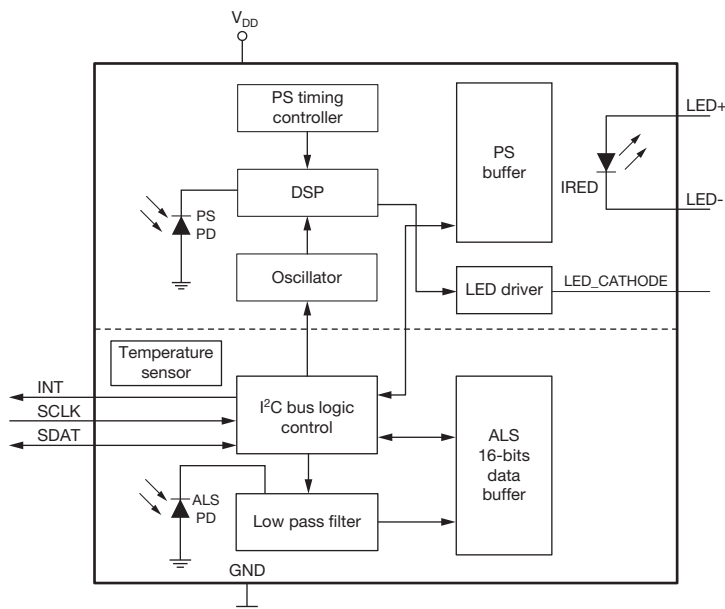 VDD
PS timing
controller
DSP
PS
PD
Oscillator
PS
buffer
IRED
LED+
LED-
LED driver
LED_CATHODE
Temperature
sensor
INT
SCLK
SDAT
I²C bus logic
control
ALS
16-bits
data
buffer
ALS
PD
Low pass filter
GND